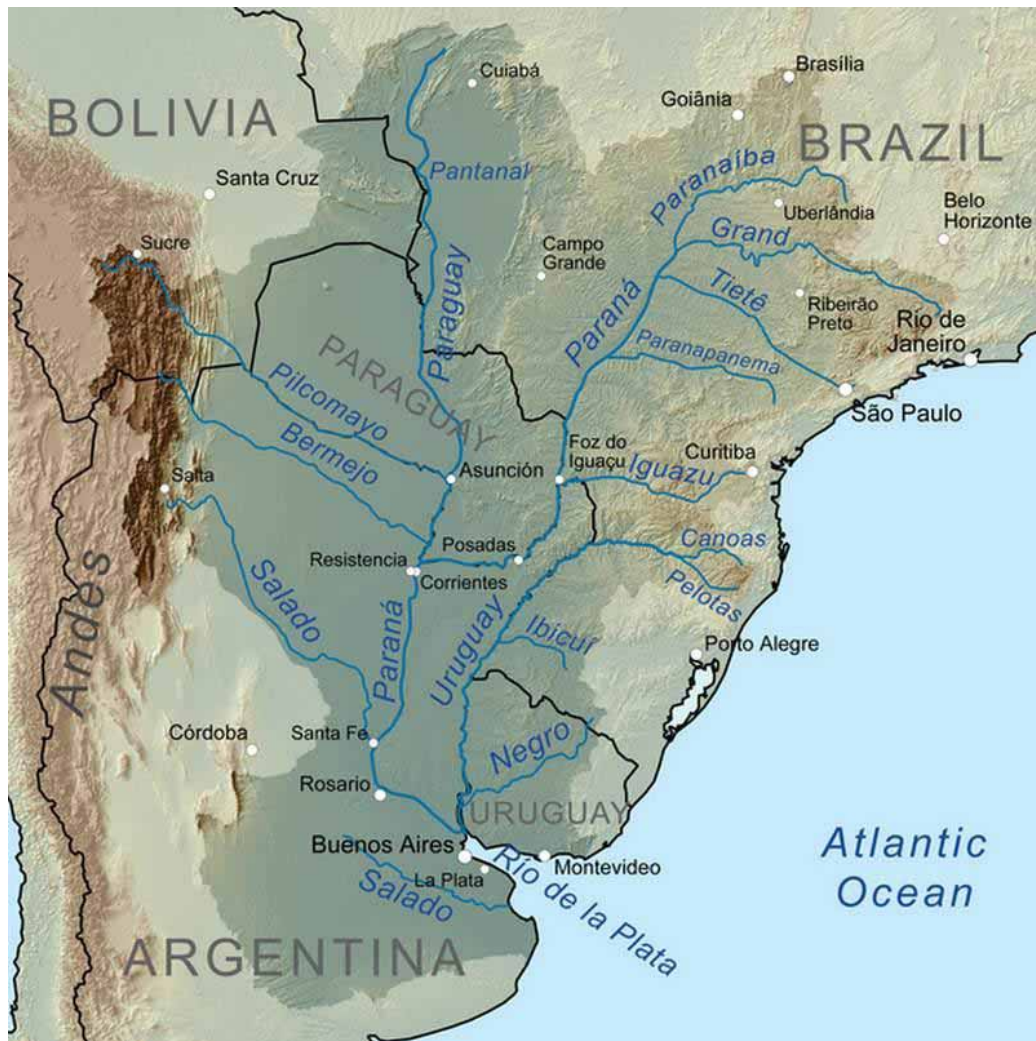 Cuiabá
Brasília
Goiânia
BOLIVIA
BRAZIL
Pantanal
Paranaíba
Santa Cruz
Uberlândia
Belo
Horizonte
Sucre
Campo
Grande
Grand
Paraguay
Tietê
Ribeirão
Preto
Paraná
Rio de
Janeiro
PARAGUAY
Paranapanema
Pilcomayo
São Paulo
Bermejo
Foz do
Iguaçu
Curitiba
Iguazu
Asunción
Salta
Posadas
Canoas
Resistencia
Corrientes
Pelotas
Salado
Andes
Paraná
Uruguay
Ibicuí
Porto Alegre
Córdoba
Santa Fe
Negro
Rosario
URUGUAY
Buenos Aires
Montevideo
La Plata
Río de la Plata
Salado
Atlantic
Ocean
ARGENTINA